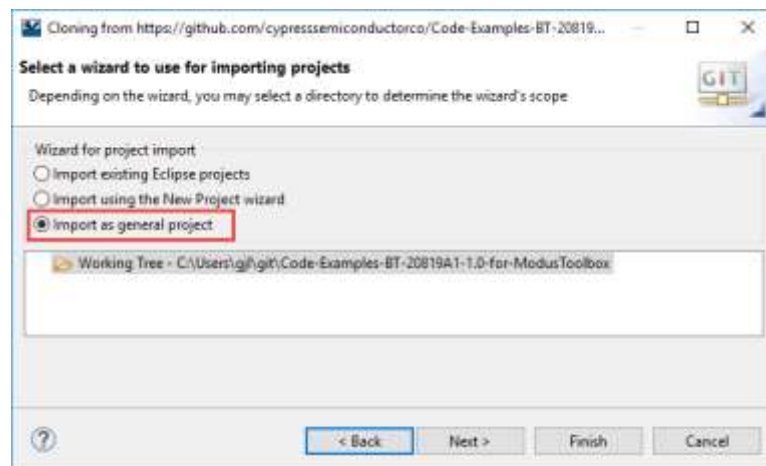 Cloning from https://github.com/cypresssemiconductorco/Code-Examples-BT-20819...
Select a wizard to use for importing projects
Depending on the wizard, you may select a directory to determine the wizard's scope
GIT
Wizard for project import
Import existing Eclipse projects
Import using the New Project wizard
Import as general project
Working Tree - C:\Users\gjl\git\Code-Examples-BT-20819A1-1.0-for-ModusToolbox
?
< Back
Next >
Finish
Cancel